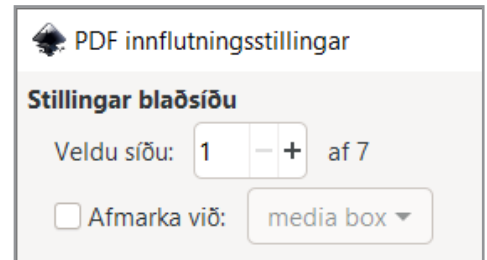 PDF innflutningsstillingar
Stillingar blaðsíðu
Veldu síðu: 1 − + af 7
Afmarka við: media box